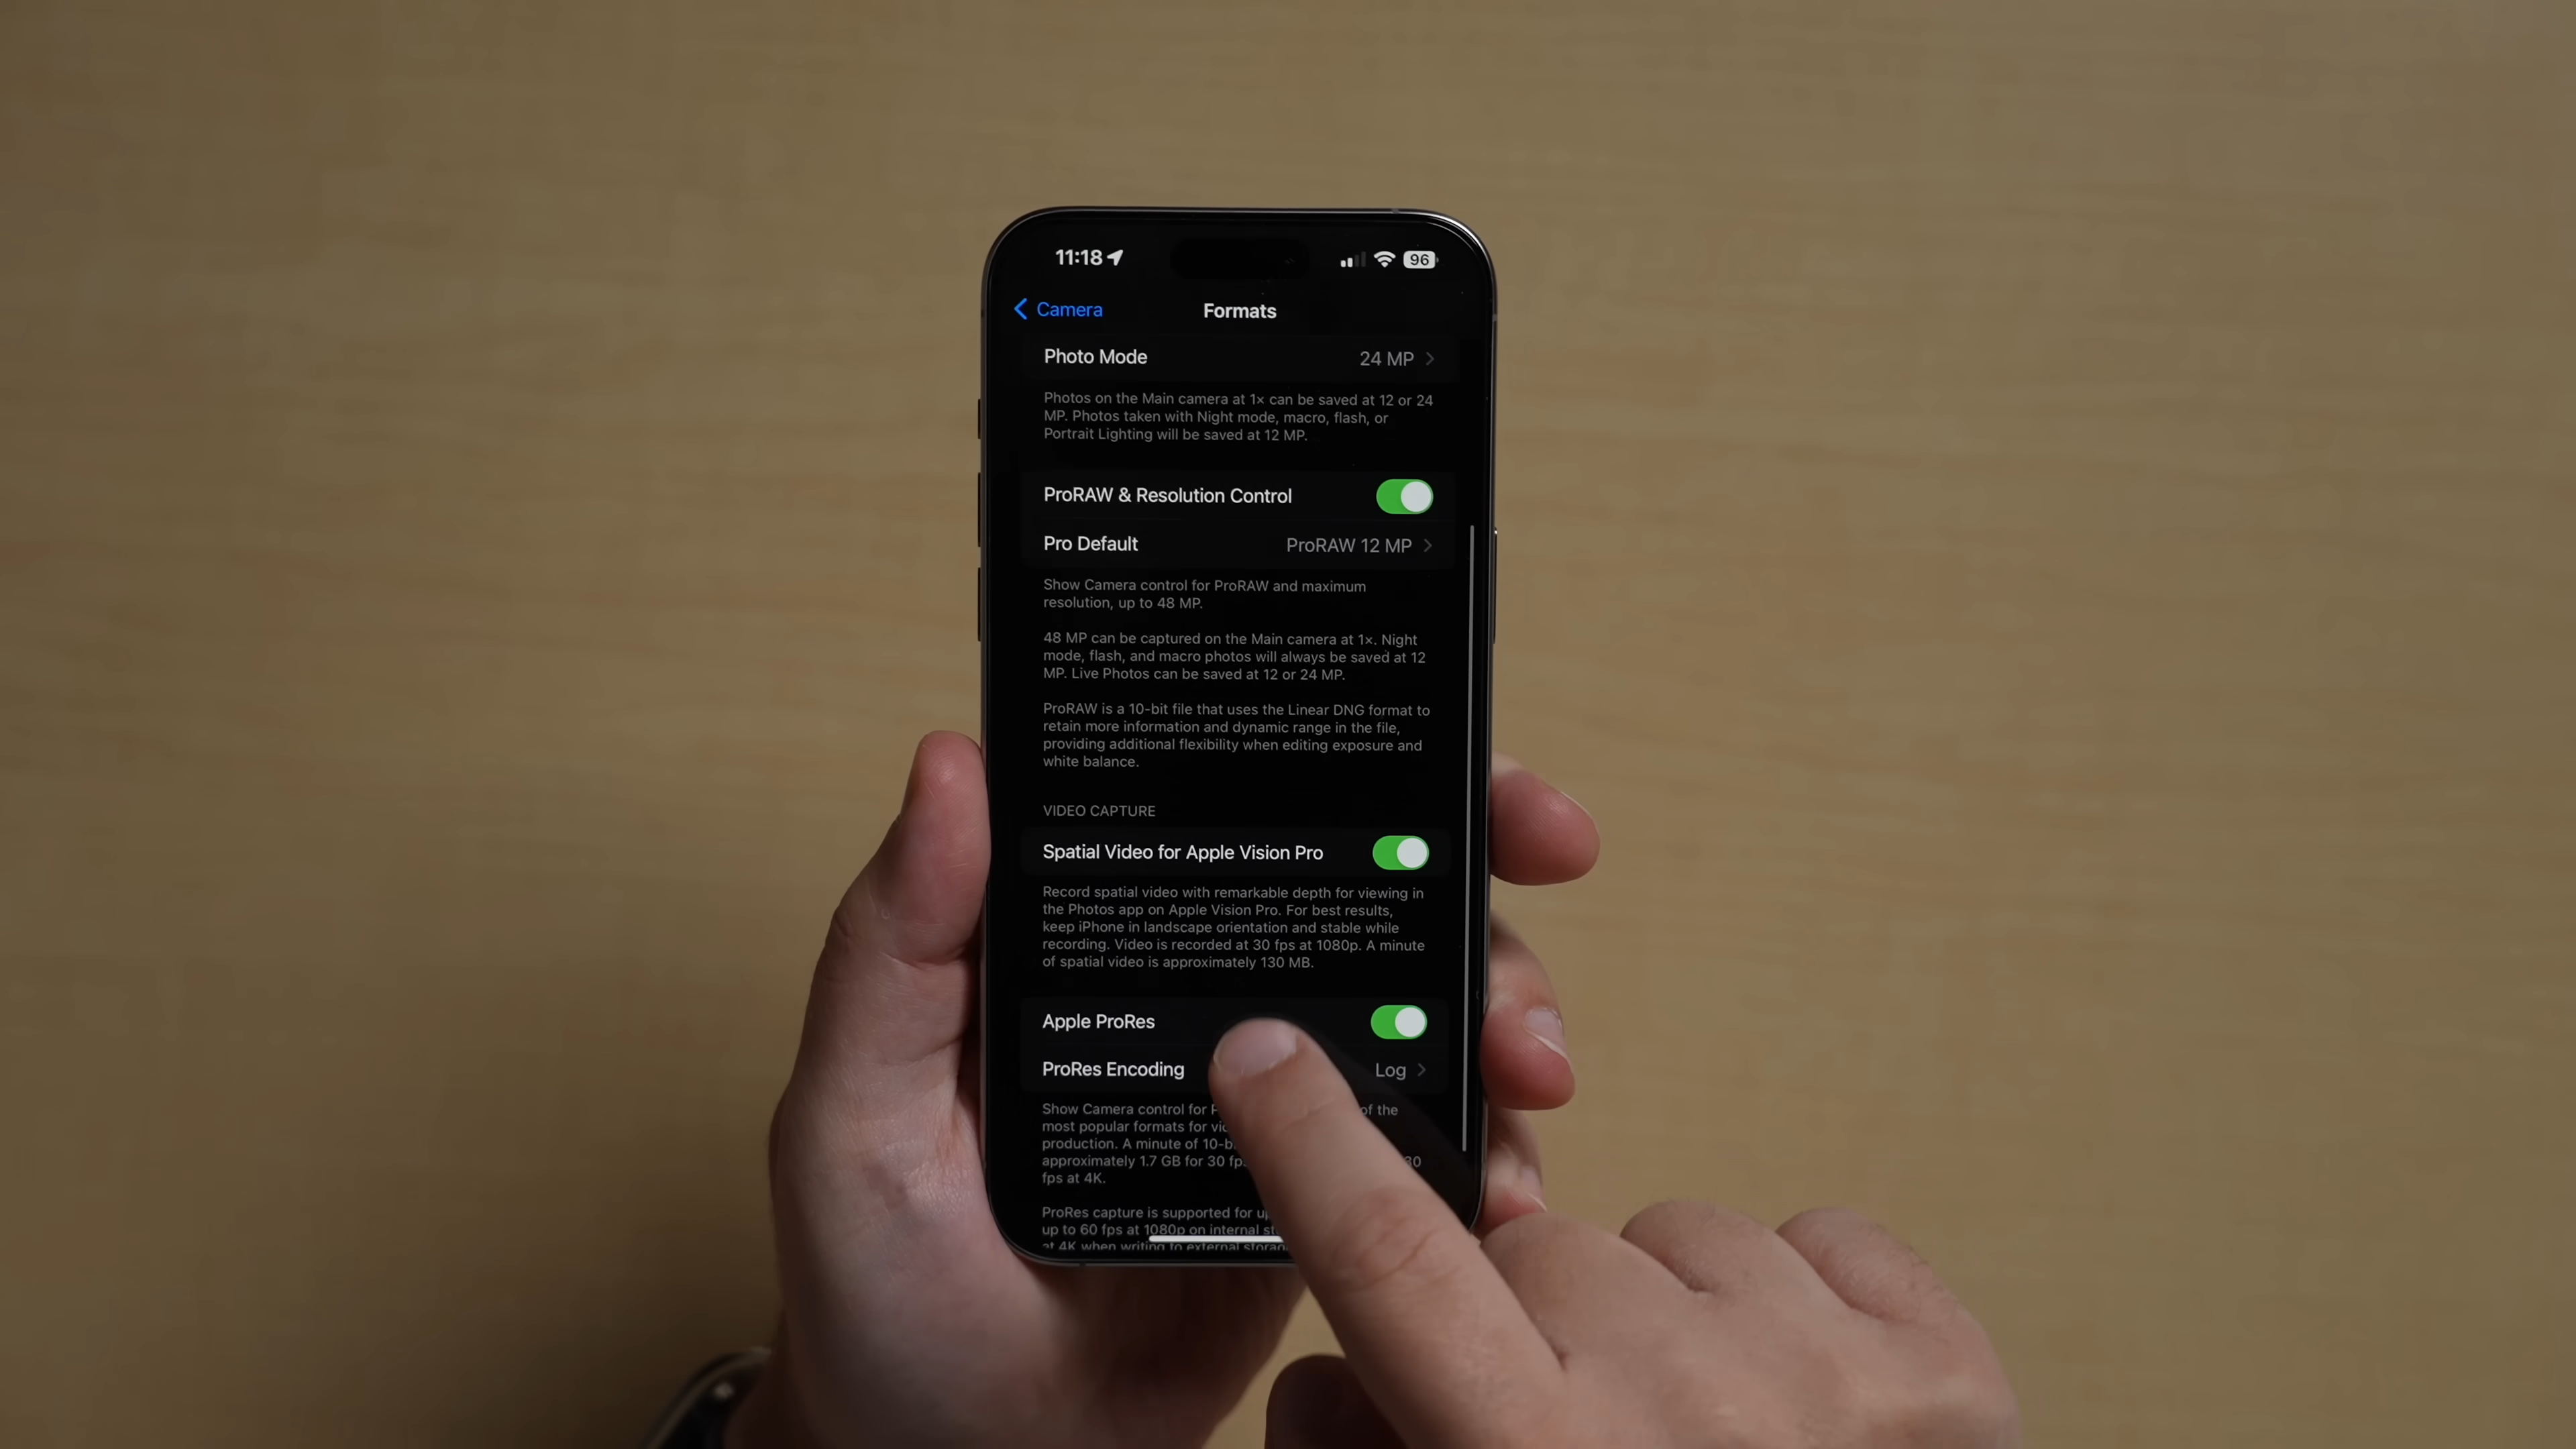 11:18
96
Camera
Formats
Photo Mode
24 MP
Photos on the Main camera at 1× can be saved at 12 or 24
MP. Photos taken with Night mode, macro, flash, or
Portrait Lighting will be saved at 12 MP.
ProRAW & Resolution Control
Pro Default
ProRAW 12 MP
Show Camera control for ProRAW and maximum
resolution, up to 48 MP.
48 MP can be captured on the Main camera at 1×. Night
mode, flash, and macro photos will always be saved at 12
MP. Live Photos can be saved at 12 or 24 MP.
ProRAW is a 10-bit file that uses the Linear DNG format to
retain more information and dynamic range in the file,
providing additional flexibility when editing exposure and
white balance.
VIDEO CAPTURE
Spatial Video for Apple Vision Pro
Record spatial video with remarkable depth for viewing in
the Photos app on Apple Vision Pro. For best results,
keep iPhone in landscape orientation and stable while
recording. Video is recorded at 30 fps at 1080p. A minute
of spatial video is approximately 130 MB.
Apple ProRes
ProRes Encoding
Log
Show Camera control for of the
most popular formats for
production. A minute of
approximately 1.7 GB for 30
fps at 4K.
ProRes capture is supported for
up to 60 fps at 1080p on internal
at 4K when writing to external